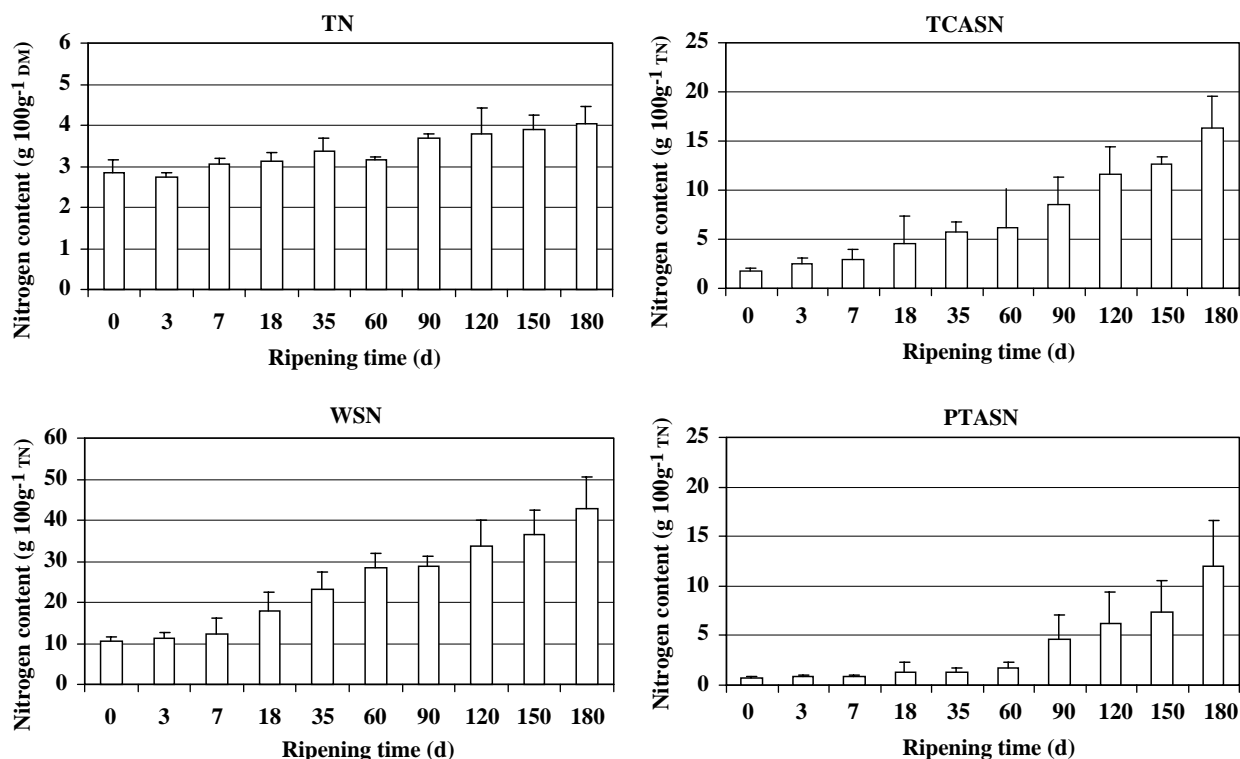 TN
Nitrogen content (g 100g-1 DM)
6
5
4
3
2
1
0
0 3 7 18 35 60 90 120 150 180
Ripening time (d)
TCASN
Nitrogen content (g 100g-1 TN)
25
20
15
10
5
0
0 3 7 18 35 60 90 120 150 180
Ripening time (d)
WSN
Nitrogen content (g 100g-1 TN)
60
50
40
30
20
10
0
0 3 7 18 35 60 90 120 150 180
Ripening time (d)
PTASN
Nitrogen content (g 100g-1 TN)
25
20
15
10
5
0
0 3 7 18 35 60 90 120 150 180
Ripening time (d)